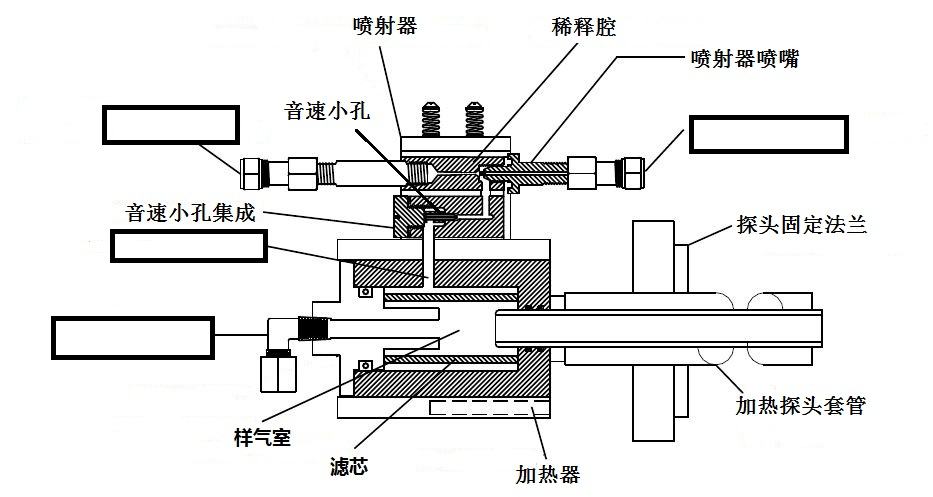 喷射器
稀释腔
喷射器喷嘴
音速小孔
音速小孔集成
探头固定法兰
加热探头套管
样气室
滤芯
加热器